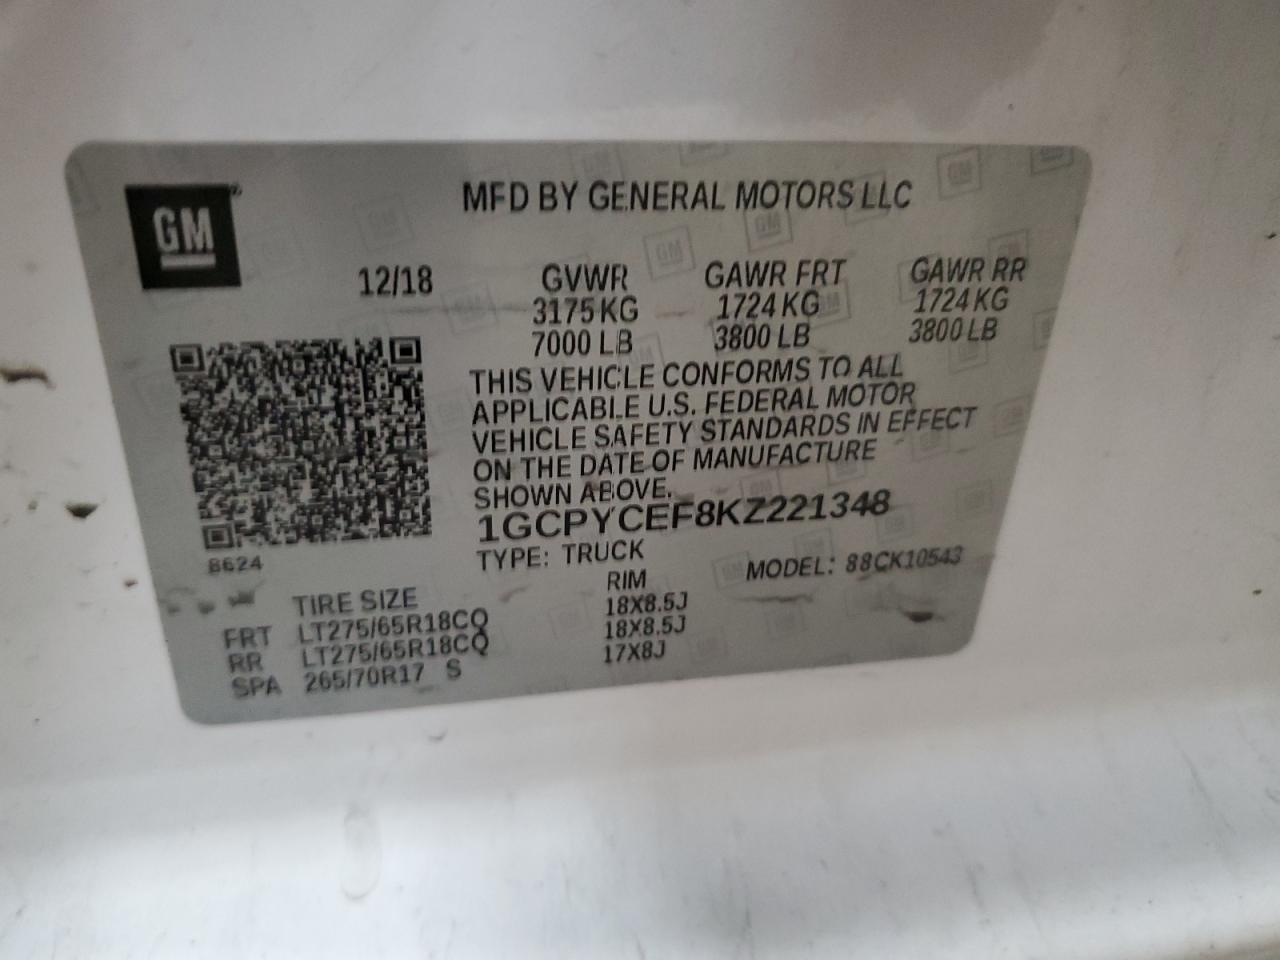 GM
MFD BY GENERAL MOTORS LLC
12/18 GVWR GAWR FRT GAWR RR
3175 KG 1724 KG 1724 KG
7000 LB 3800 LB 3800 LB
THIS VEHICLE CONFORMS TO ALL
APPLICABLE U.S. FEDERAL MOTOR
VEHICLE SAFETY STANDARDS IN EFFECT
ON THE DATE OF MANUFACTURE
SHOWN ABOVE.
1GCPYCEF8KZ221348
8624
TYPE: TRUCK MODEL: 88CK10543
TIRE SIZE RIM
FRT LT275/65R18CQ 18X8.5J
RR LT275/65R18CQ 18X8.5J
SPA 265/70R17 S 17X8J